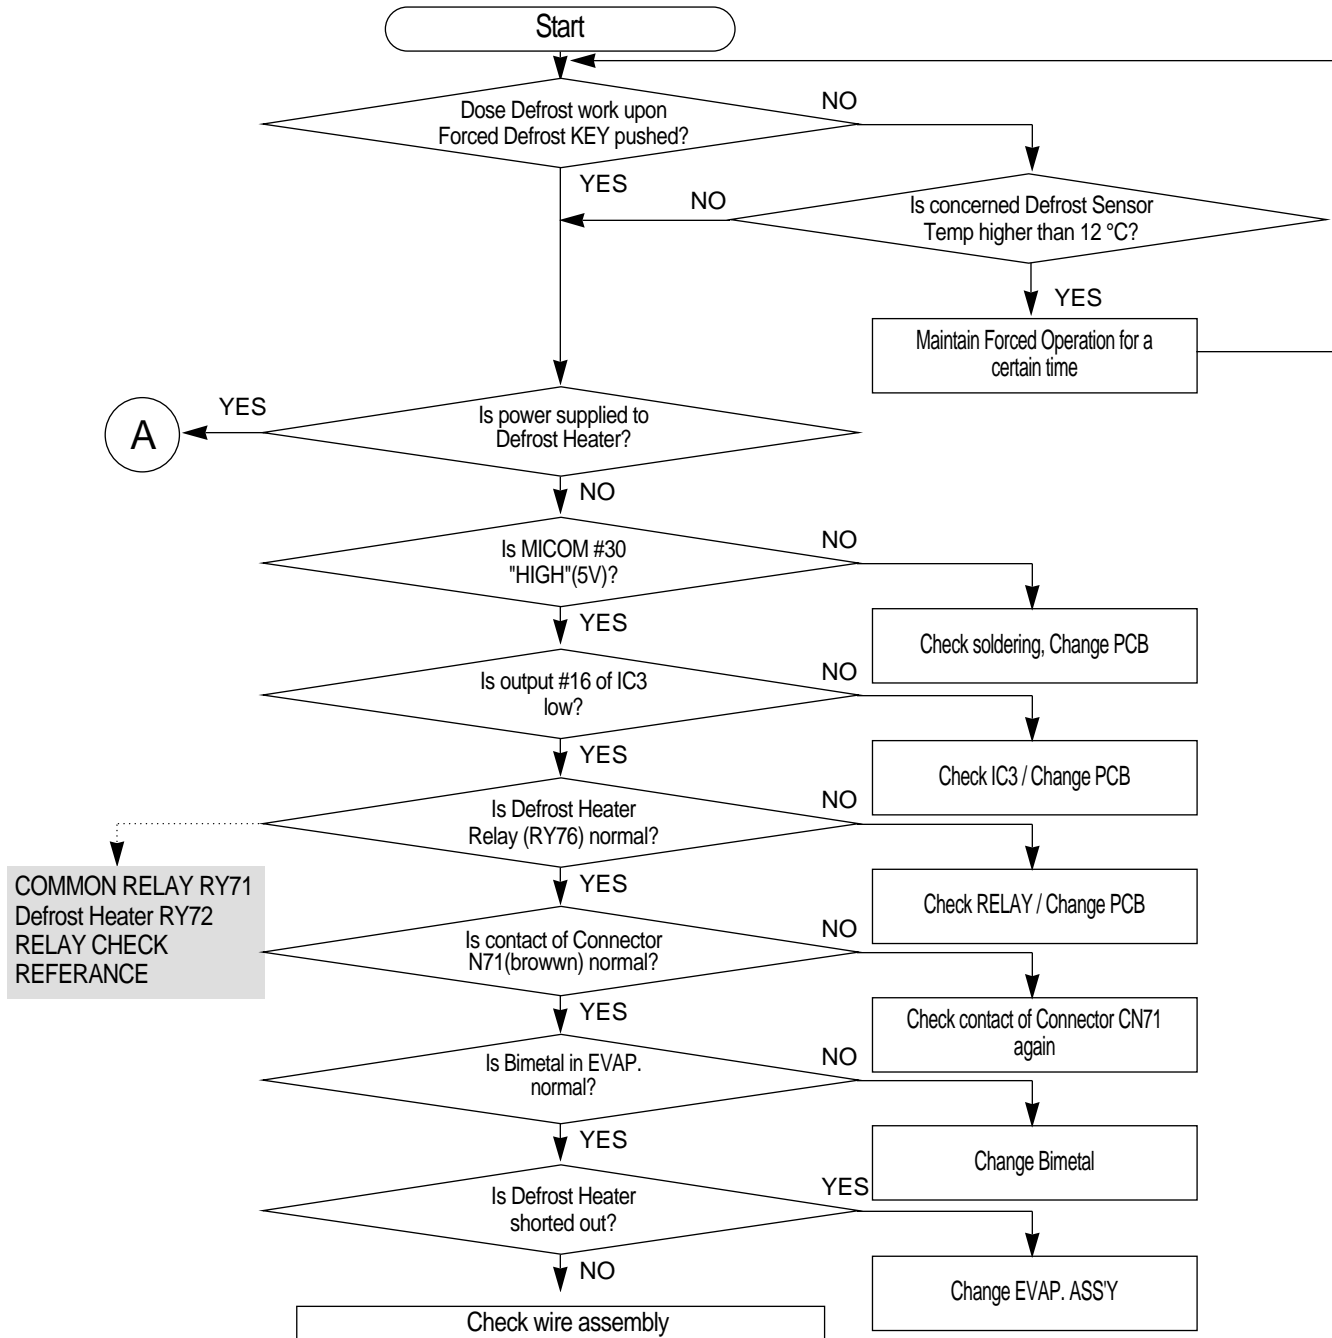 Start
Dose Defrost work upon
Forced Defrost KEY pushed?
NO
YES
NO
Is concerned Defrost Sensor
Temp higher than 12 °C?
YES
Maintain Forced Operation for a
certain time
YES
A
Is power supplied to
Defrost Heater?
NO
Is MICOM #30
"HIGH"(5V)?
NO
YES
Check soldering, Change PCB
Is output #16 of IC3
low?
NO
YES
Check IC3 / Change PCB
Is Defrost Heater
Relay (RY76) normal?
NO
COMMON RELAY RY71
Defrost Heater RY72
RELAY CHECK
REFERANCE
YES
Check RELAY / Change PCB
Is contact of Connector
N71(browwn) normal?
NO
YES
Check contact of Connector CN71
again
Is Bimetal in EVAP.
normal?
NO
YES
Change Bimetal
Is Defrost Heater
shorted out?
YES
NO
Change EVAP. ASS'Y
Check wire assembly